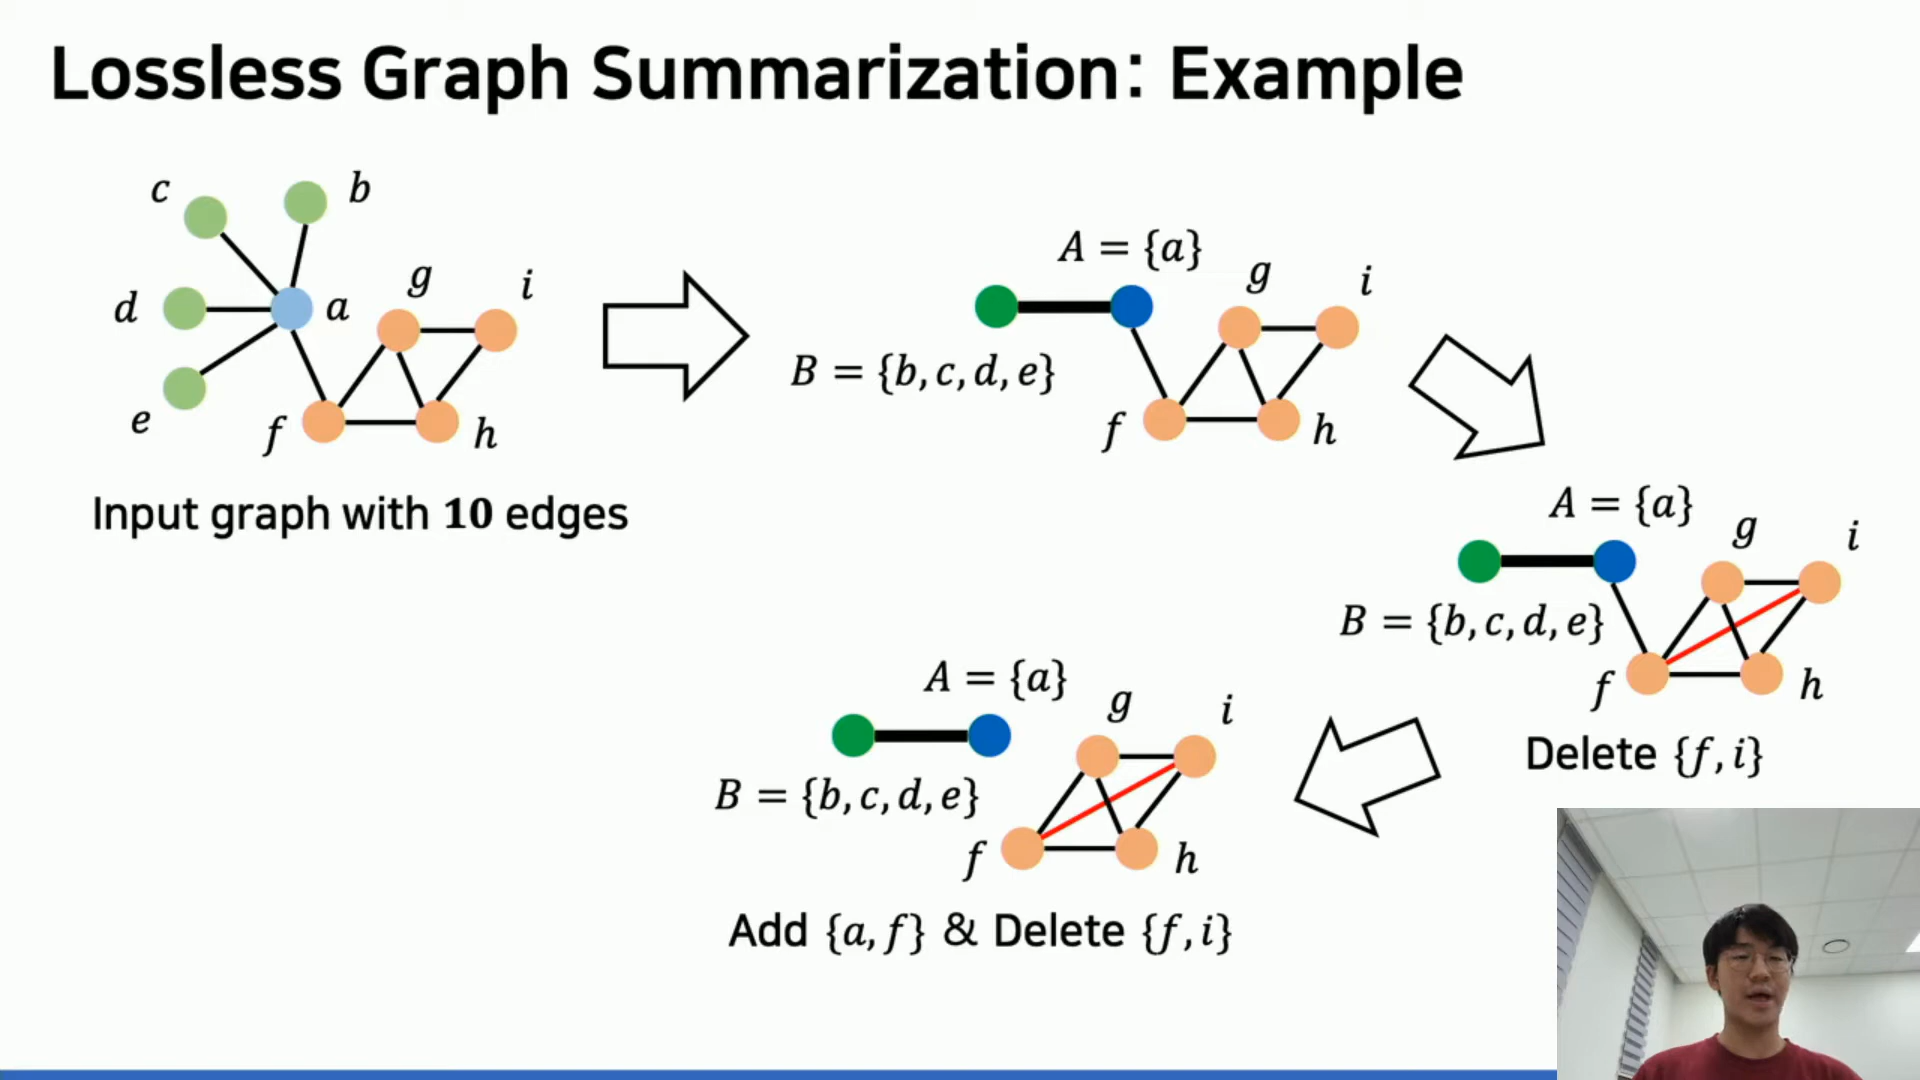 Lossless Graph Summarization: Example
c
b
d
a
g
i
e
f
h
Input graph with 10 edges
A = {a}
g
i
B = {b, c, d, e}
f
h
A = {a}
g
i
B = {b, c, d, e}
f
h
Delete {f, i}
A = {a}
g
i
B = {b, c, d, e}
f
h
Add {a, f} & Delete {f, i}